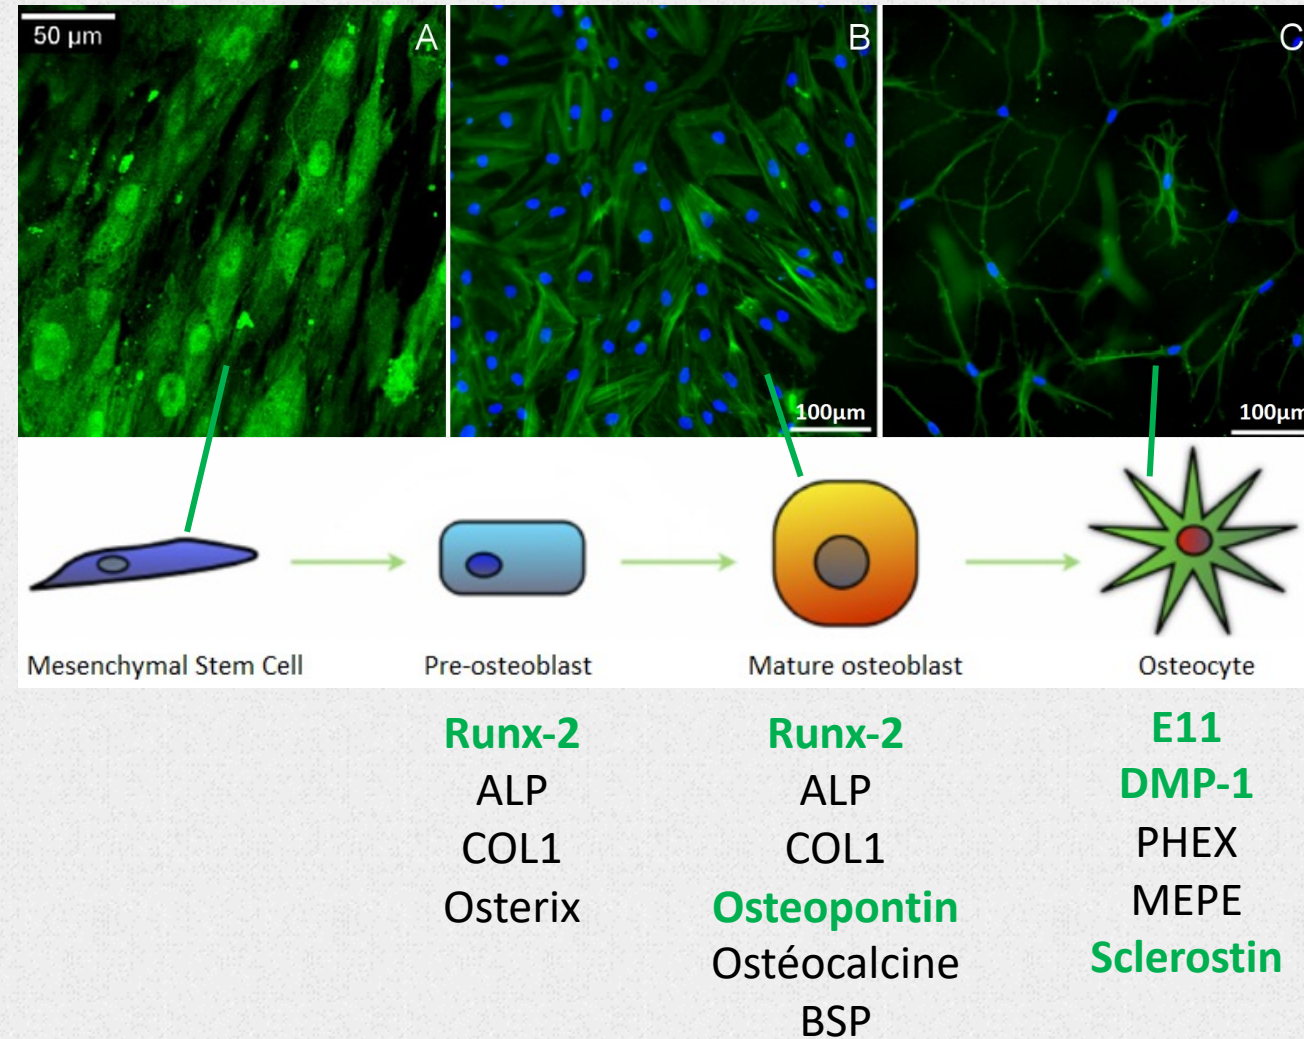 50 µm
A
B
C
100µm
100µm
Mesenchymal Stem Cell
Pre-osteoblast
Mature osteoblast
Osteocyte
Runx-2
ALP
COL1
Osterix
Runx-2
ALP
COL1
Osteopontin
Ostéocalcine
BSP
E11
DMP-1
PHEX
MEPE
Sclerostin